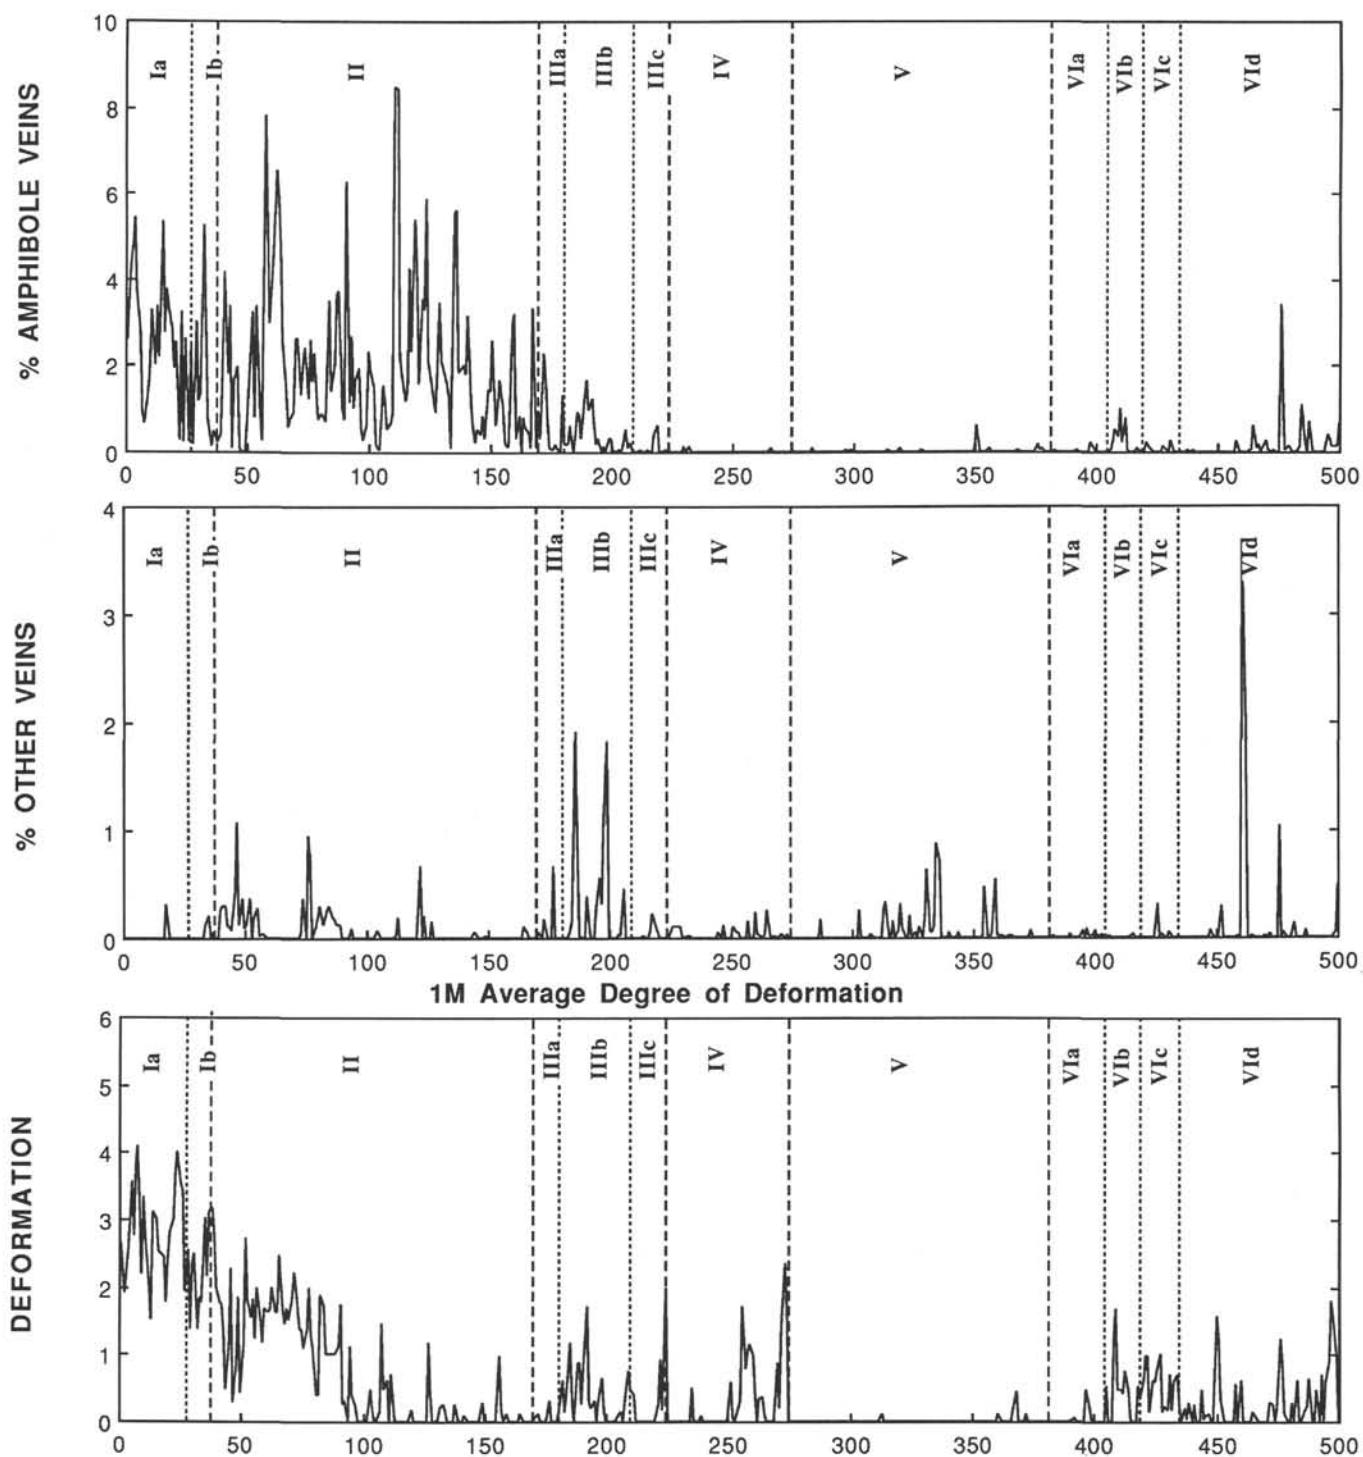 % AMPHIBOLE VEINS
10
8
6
4
2
0
Ia Ib II IIIa IIIb IIIc IV V VIa VIb VIc VId
0 50 100 150 200 250 300 350 400 450 500
% OTHER VEINS
4
3
2
1
0
Ia Ib II IIIa IIIb IIIc IV V VIa VIb VIc VId
0 50 100 150 200 250 300 350 400 450 500
1M Average Degree of Deformation
DEFORMATION
6
5
4
3
2
1
0
Ia Ib II IIIa IIIb IIIc IV V VIa VIb VIc VId
0 50 100 150 200 250 300 350 400 450 500